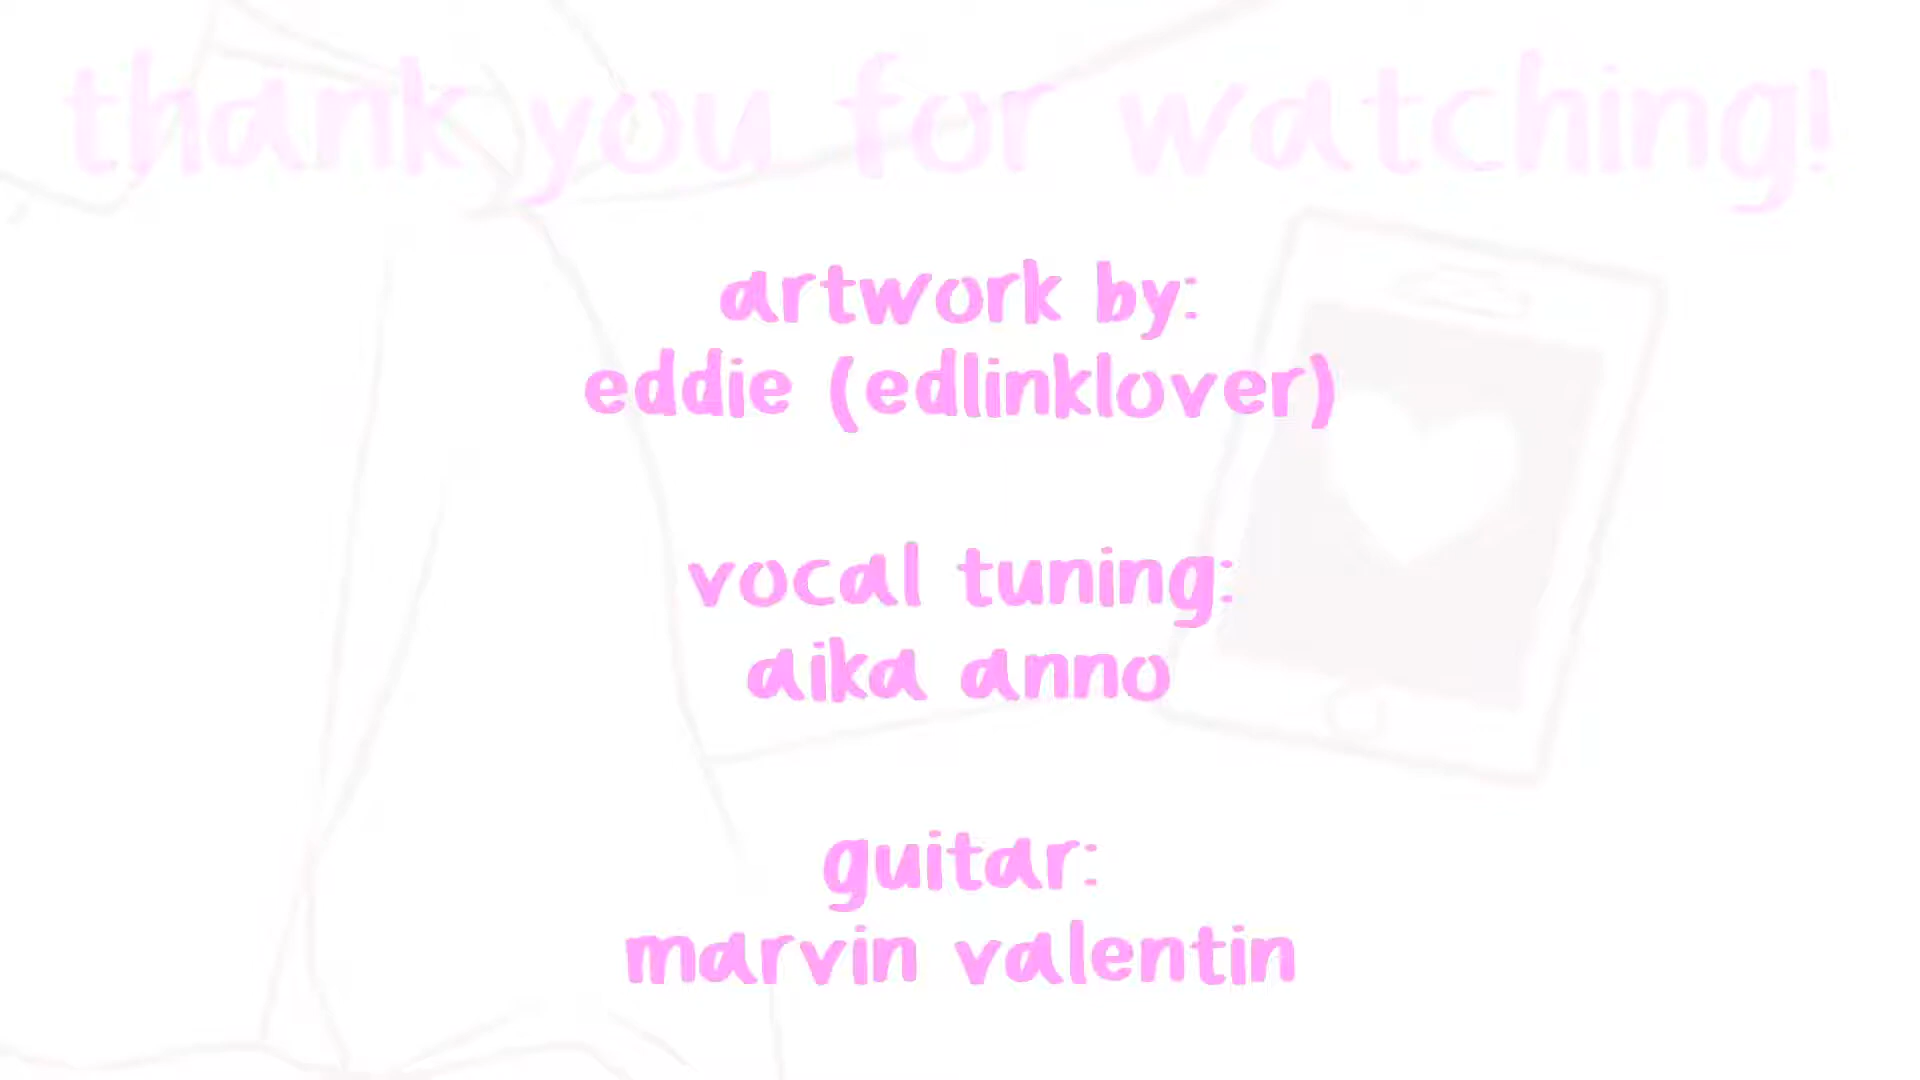 thank you for watching!
artwork by:
eddie (edlinklover)
vocal tuning:
aika anno
guitar:
marvin valentin